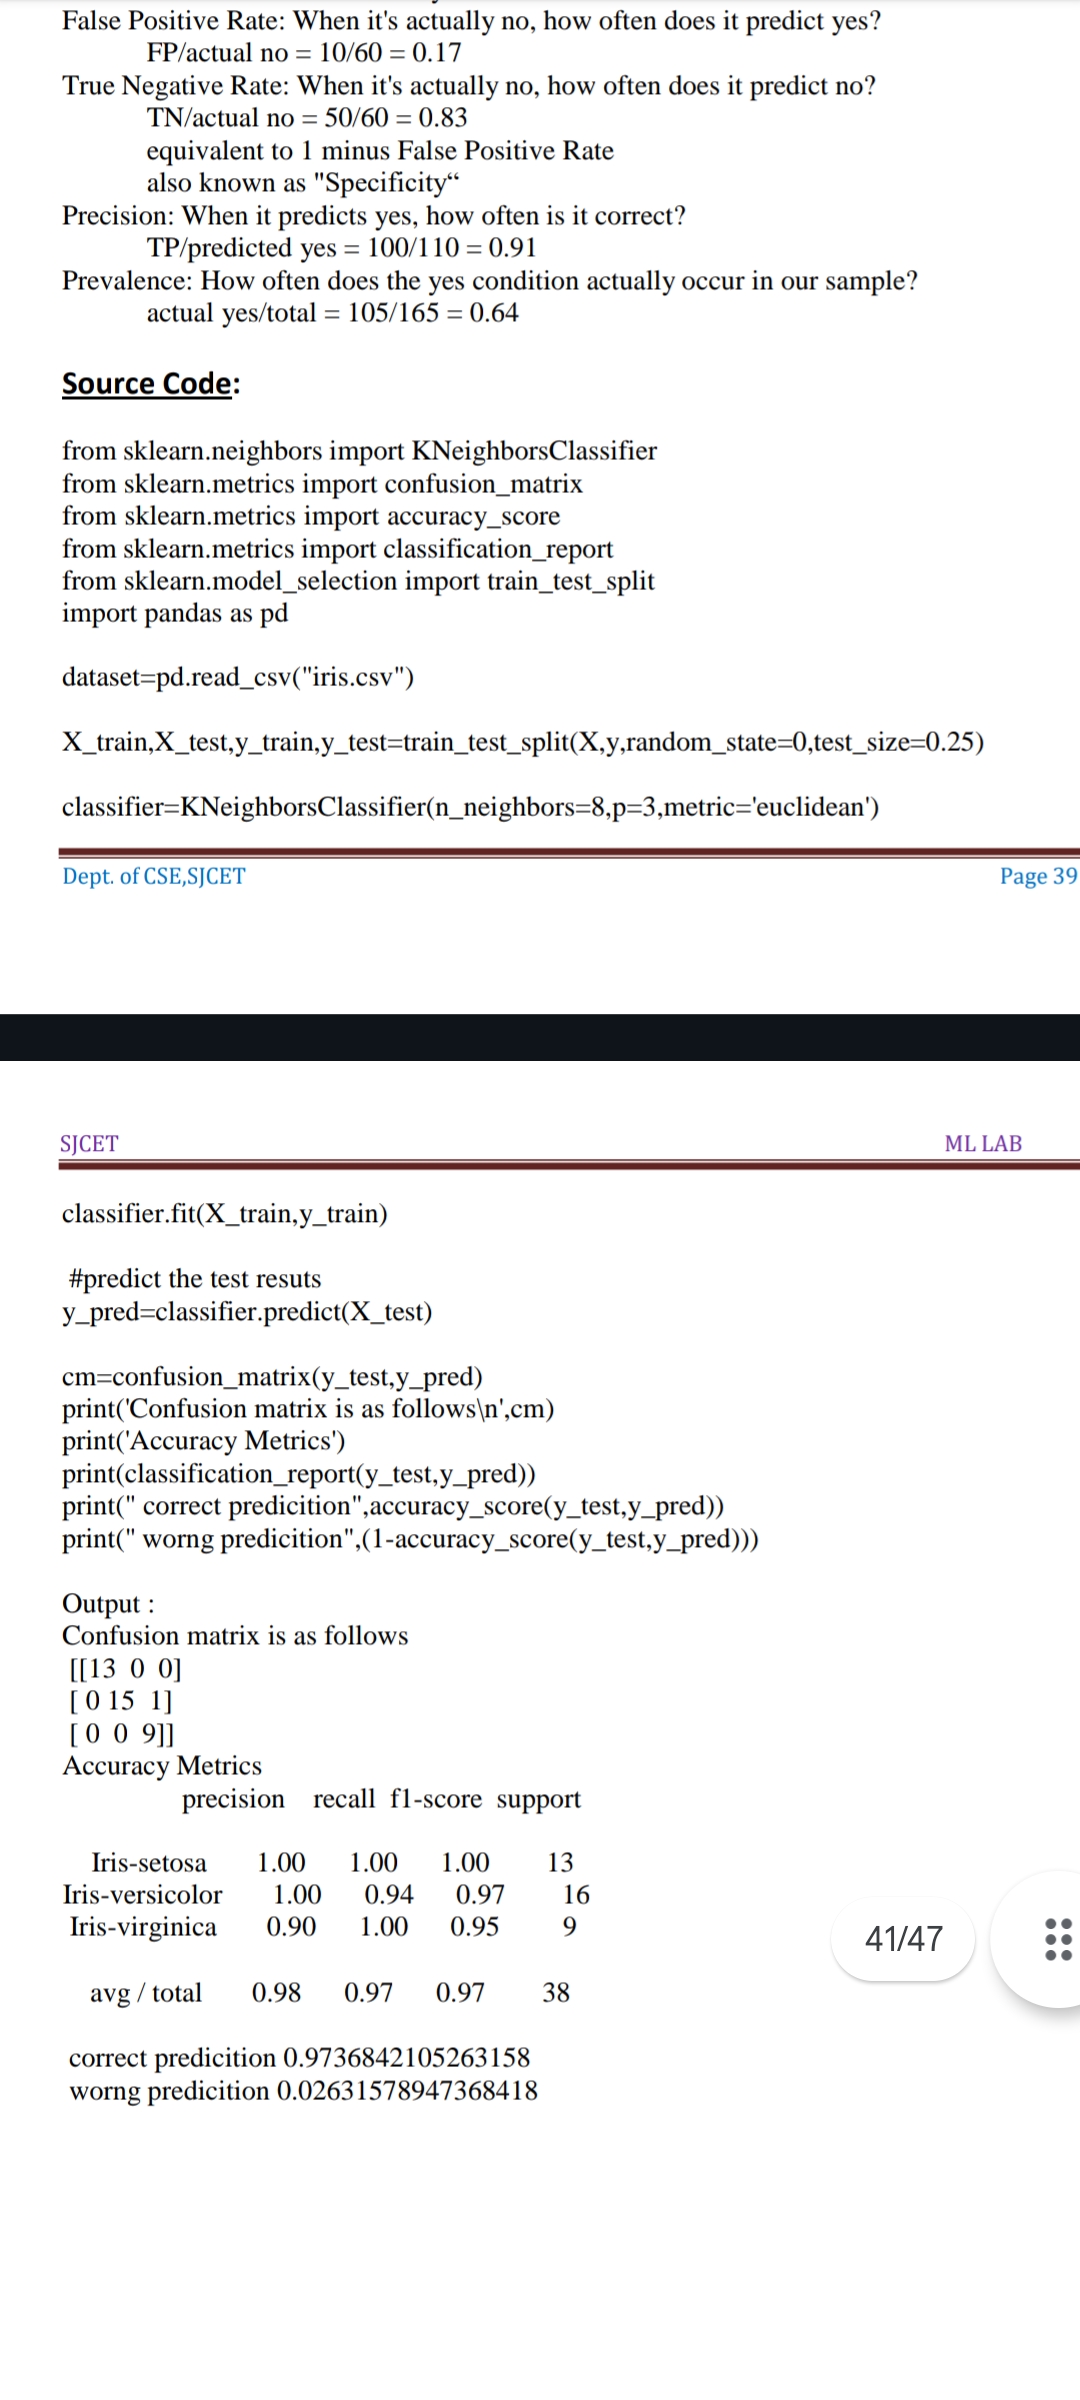 False Positive Rate: When it's actually no, how often does it predict yes?
FP/actual no = 10/60 = 0.17
True Negative Rate: When it's actually no, how often does it predict no?
TN/actual no = 50/60 = 0.83
equivalent to 1 minus False Positive Rate
also known as "Specificity“
Precision: When it predicts yes, how often is it correct?
TP/predicted yes = 100/110 = 0.91
Prevalence: How often does the yes condition actually occur in our sample?
actual yes/total = 105/165 = 0.64
Source Code:
from sklearn.neighbors import KNeighborsClassifier
from sklearn.metrics import confusion_matrix
from sklearn.metrics import accuracy_score
from sklearn.metrics import classification_report
from sklearn.model_selection import train_test_split
import pandas as pd
dataset=pd.read_csv("iris.csv")
X_train,X_test,y_train,y_test=train_test_split(X,y,random_state=0,test_size=0.25)
classifier=KNeighborsClassifier(n_neighbors=8,p=3,metric='euclidean')
Dept. of CSE,SJCET Page 39
SJCET ML LAB
classifier.fit(X_train,y_train)
#predict the test resuts
y_pred=classifier.predict(X_test)
cm=confusion_matrix(y_test,y_pred)
print('Confusion matrix is as follows\n',cm)
print('Accuracy Metrics')
print(classification_report(y_test,y_pred))
print(" correct predicition",accuracy_score(y_test,y_pred))
print(" worng predicition",(1-accuracy_score(y_test,y_pred)))
Output :
Confusion matrix is as follows
[[13 0 0]
[ 0 15 1]
[ 0 0 9]]
Accuracy Metrics
precision recall f1-score support
Iris-setosa 1.00 1.00 1.00 13
Iris-versicolor 1.00 0.94 0.97 16
Iris-virginica 0.90 1.00 0.95 9
41/47
avg / total 0.98 0.97 0.97 38
correct predicition 0.9736842105263158
worng predicition 0.02631578947368418